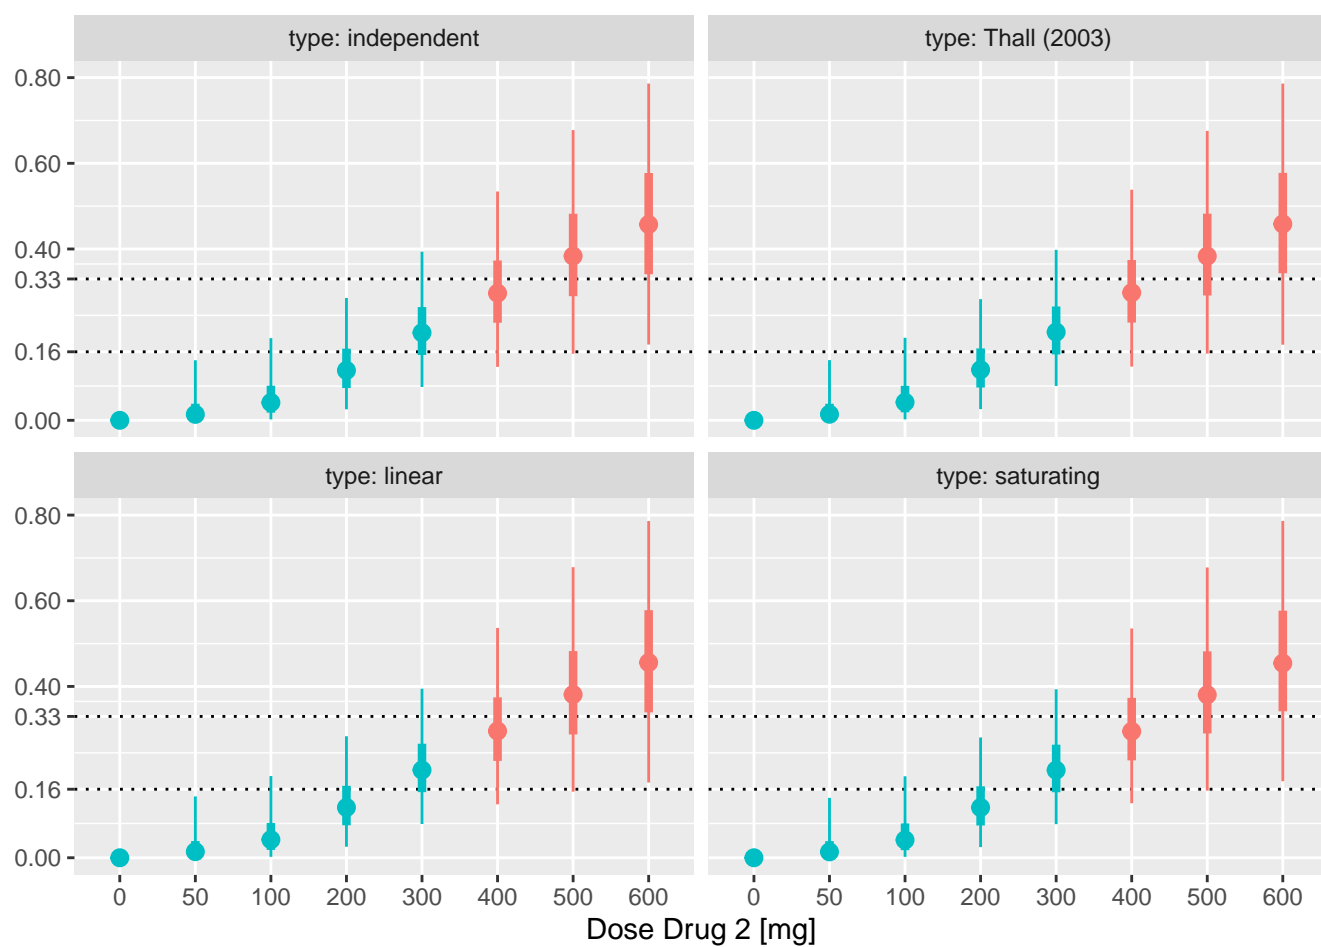 type: independent
type: Thall (2003)
0.80
0.60
0.40
0.33
0.16
0.00
type: linear
type: saturating
0.80
0.60
0.40
0.33
0.16
0.00
0 50 100 200 300 400 500 600
0 50 100 200 300 400 500 600
Dose Drug 2 [mg]